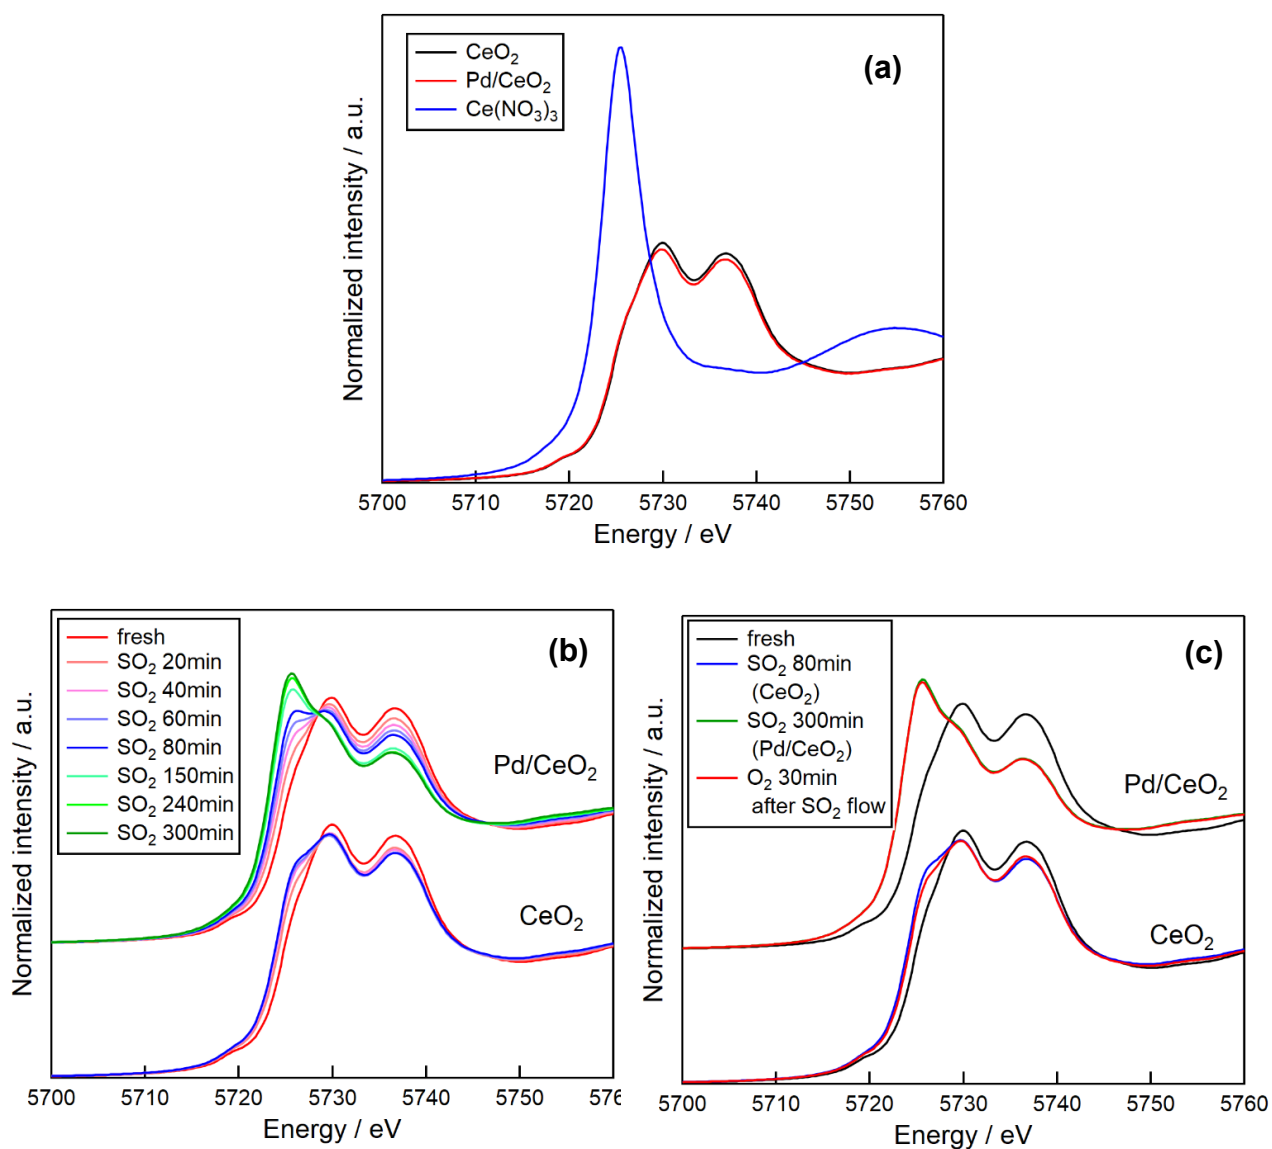 (a)
CeO₂
Pd/CeO₂
Ce(NO₃)₃
Normalized intensity / a.u.
5700 5710 5720 5730 5740 5750 5760
Energy / eV
(b)
fresh
SO₂ 20min
SO₂ 40min
SO₂ 60min
SO₂ 80min
SO₂ 150min
SO₂ 240min
SO₂ 300min
Pd/CeO₂
CeO₂
Normalized intensity / a.u.
5700 5710 5720 5730 5740 5750 576
Energy / eV
(c)
fresh
SO₂ 80min
(CeO₂)
SO₂ 300min
(Pd/CeO₂)
O₂ 30min
after SO₂ flow
Pd/CeO₂
CeO₂
Normalized intensity / a.u.
5700 5710 5720 5730 5740 5750 5760
Energy / eV